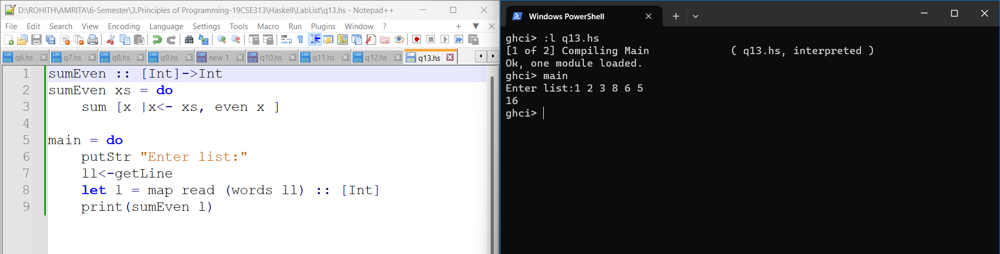 D:\ROHITH\AMRITA\6-Semester\3.Principles of Programming-19CSE313\Haskell\LabList\q13.hs - Notepad++
File Edit Search View Encoding Language Settings Tools Macro Run Plugins Window ?
q6.hs q7.hs q8.hs q9.hs new 1 q10.hs q11.hs q12.hs q13.hs
1 sumEven :: [Int]->Int
2 sumEven xs = do
3 sum [x |x<- xs, even x ]
4
5 main = do
6 putStr "Enter list:"
7 ll<-getLine
8 let l = map read (words ll) :: [Int]
9 print(sumEven l)
Windows PowerShell
ghci> :l q13.hs
[1 of 2] Compiling Main ( q13.hs, interpreted )
Ok, one module loaded.
ghci> main
Enter list:1 2 3 8 6 5
16
ghci>